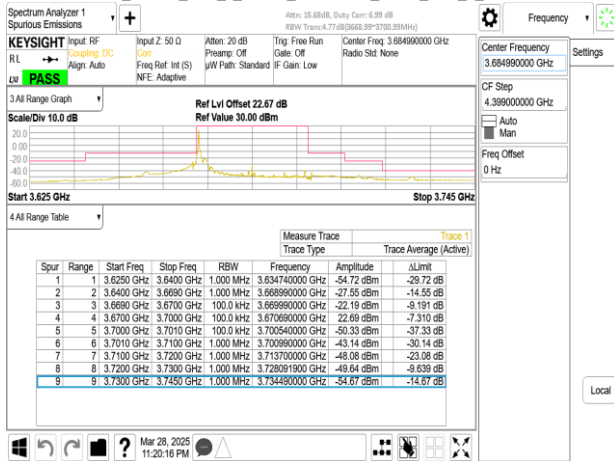 Spectrum Analyzer 1
Spurious Emissions
Attn: 15.68dB, Duty Corr: 6.99 dB
RBW Trans:4.77dB(3668.99~3700.99MHz)
Frequency
KEYSIGHT
RL
LXI
PASS
Input: RF
Coupling: DC
Align: Auto
Input Z: 50 Ω
Corr
Freq Ref: Int (S)
NFE: Adaptive
Atten: 20 dB
Preamp: Off
µW Path: Standard
Trig: Free Run
Gate: Off
IF Gain: Low
Center Freq: 3.684990000 GHz
Radio Std: None
Center Frequency
3.684990000 GHz
Settings
CF Step
4.399000000 GHz
Auto
Man
Freq Offset
0 Hz
3 All Range Graph
Scale/Div 10.0 dB
Ref Lvl Offset 22.67 dB
Ref Value 30.00 dBm
20.0
0.00
-20.0
-40.0
-60.0
Start 3.625 GHz
Stop 3.745 GHz
4 All Range Table
Measure Trace Trace 1
Trace Type Trace Average (Active)
Spur Range Start Freq Stop Freq RBW Frequency Amplitude ΔLimit
1 1 3.6250 GHz 3.6400 GHz 1.000 MHz 3.634740000 GHz -54.72 dBm -29.72 dB
2 2 3.6400 GHz 3.6690 GHz 1.000 MHz 3.668990000 GHz -27.55 dBm -14.55 dB
3 3 3.6690 GHz 3.6700 GHz 100.0 kHz 3.669990000 GHz -22.19 dBm -9.191 dB
4 4 3.6700 GHz 3.7000 GHz 100.0 kHz 3.670690000 GHz 22.69 dBm -7.310 dB
5 5 3.7000 GHz 3.7010 GHz 100.0 kHz 3.700540000 GHz -50.33 dBm -37.33 dB
6 6 3.7010 GHz 3.7100 GHz 1.000 MHz 3.700990000 GHz -43.14 dBm -30.14 dB
7 7 3.7100 GHz 3.7200 GHz 1.000 MHz 3.713700000 GHz -48.08 dBm -23.08 dB
8 8 3.7200 GHz 3.7300 GHz 1.000 MHz 3.728091900 GHz -49.64 dBm -9.639 dB
9 9 3.7300 GHz 3.7450 GHz 1.000 MHz 3.734490000 GHz -54.67 dBm -14.67 dB
Local
Mar 28, 2025
11:20:16 PM